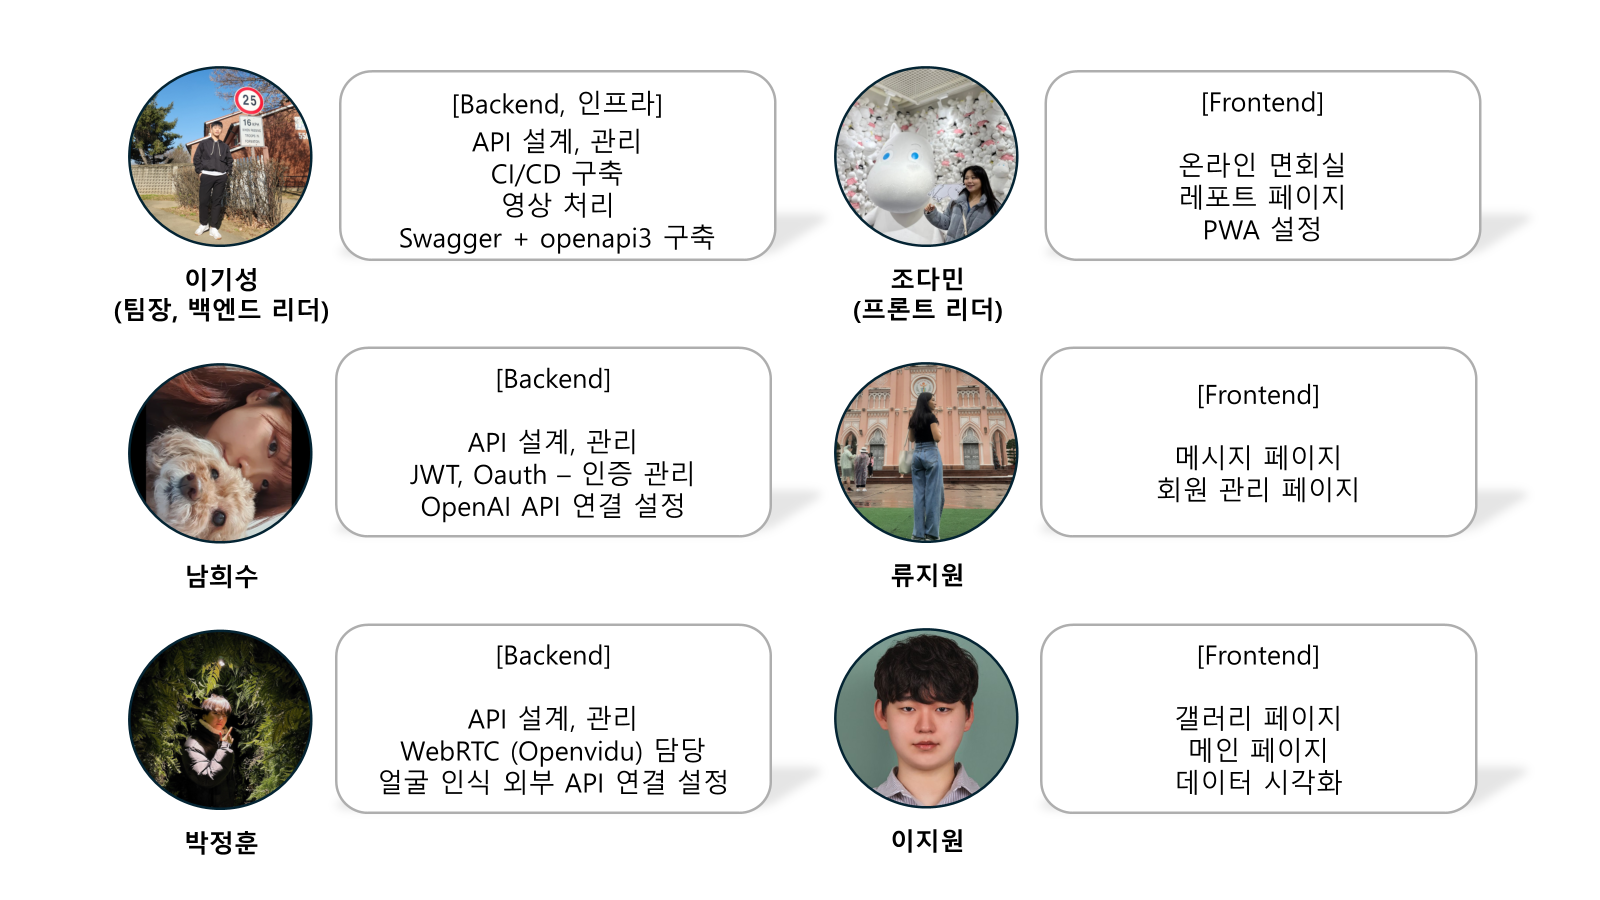 [Backend, 인프라]
API 설계, 관리
CI/CD 구축
영상 처리
Swagger + openapi3 구축
25
16
이기성
(팀장, 백엔드 리더)
[Frontend]
온라인 면회실
레포트 페이지
PWA 설정
조다민
(프론트 리더)
[Backend]
API 설계, 관리
JWT, Oauth – 인증 관리
OpenAI API 연결 설정
남희수
[Frontend]
메시지 페이지
회원 관리 페이지
류지원
[Backend]
API 설계, 관리
WebRTC (Openvidu) 담당
얼굴 인식 외부 API 연결 설정
박정훈
[Frontend]
갤러리 페이지
메인 페이지
데이터 시각화
이지원